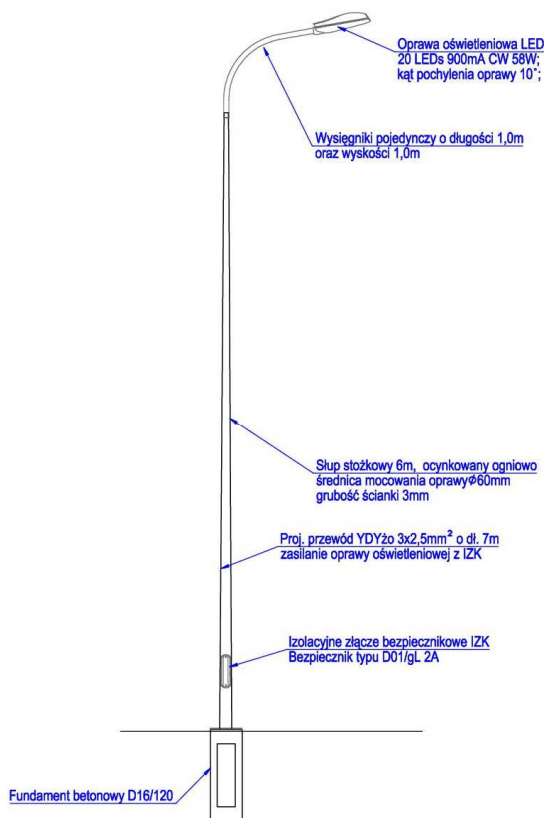 Oprawa oświetleniowa LED
20 LEDs 900mA CW 58W;
kąt pochylenia oprawy 10°;
Wysięgniki pojedynczy o długości 1,0m
oraz wyskości 1,0m
Słup stożkowy 6m, ocynkowany ogniowo
średnica mocowania oprawyϕ60mm
grubość ścianki 3mm
Proj. przewód YDYżo 3x2,5mm² o dł. 7m
zasilanie oprawy oświetleniowej z IZK
Izolacyjne złącze bezpiecznikowe IZK
Bezpiecznik typu D01/gL 2A
Fundament betonowy D16/120